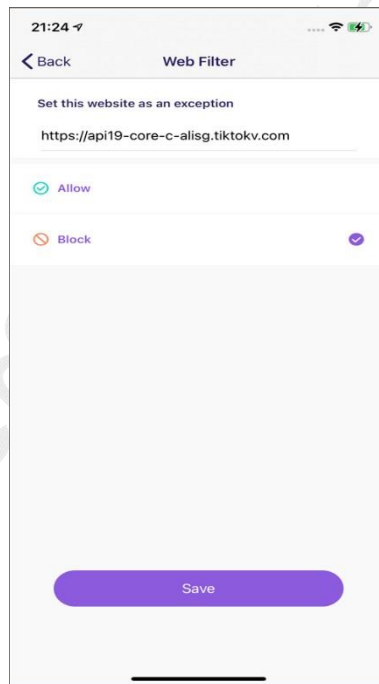 21:24
Back
Web Filter
Set this website as an exception
https://api19-core-c-alisg.tiktokv.com
Allow
Block
Save